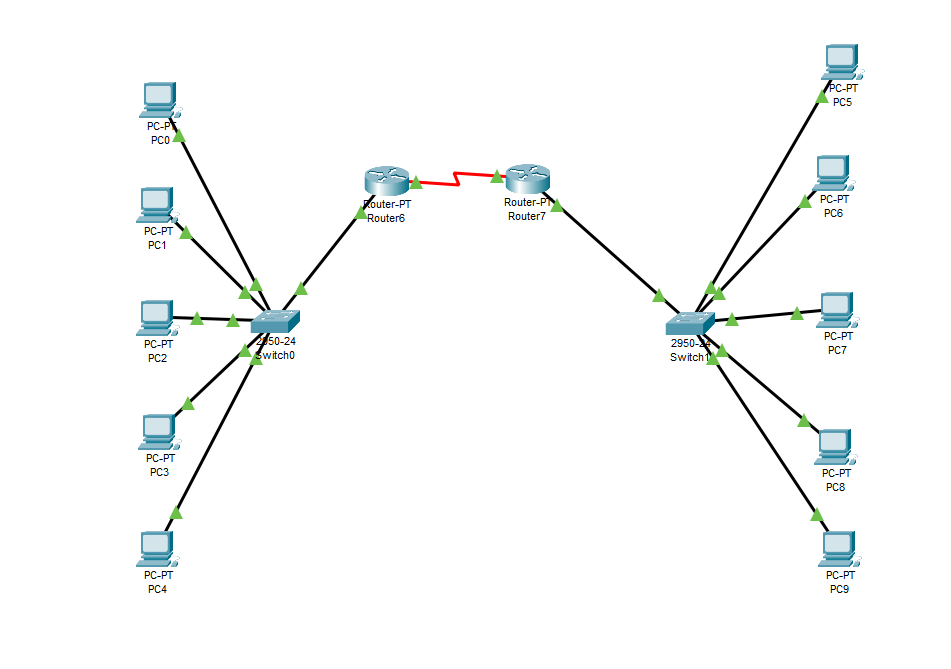 PC-PT
PC0
PC-PT
PC1
PC-PT
PC2
PC-PT
PC3
PC-PT
PC4
2950-24
Switch0
Router-PT
Router6
Router-PT
Router7
2950-24
Switch1
PC-PT
PC5
PC-PT
PC6
PC-PT
PC7
PC-PT
PC8
PC-PT
PC9